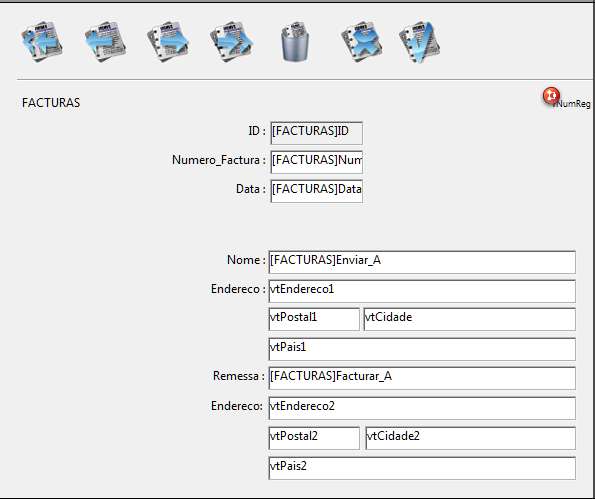 FACTURAS
vNumReg
ID : [FACTURAS]ID
Numero_Factura : [FACTURAS]Num
Data : [FACTURAS]Data
Nome : [FACTURAS]Enviar_A
Endereco : vtEndereco1
vtPostal1 vtCidade
vtPais1
Remessa : [FACTURAS]Facturar_A
Endereco: vtEndereco2
vtPostal2 vtCidade2
vtPais2